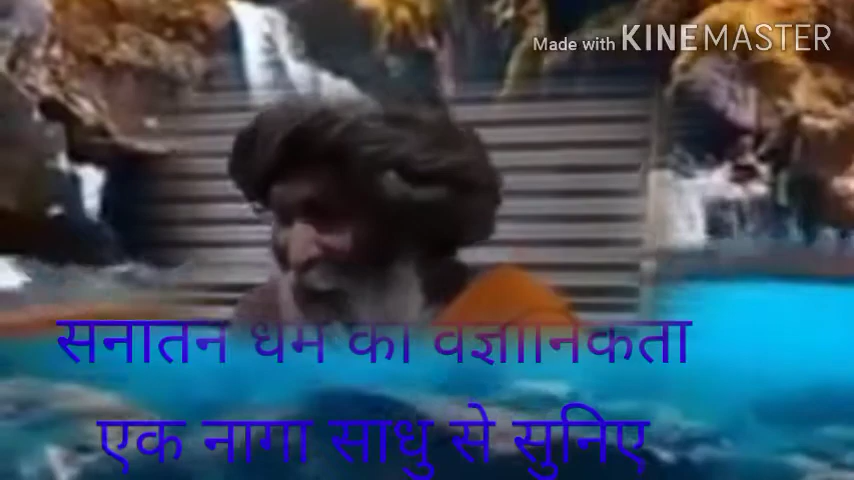 Made with KINEMASTER
सनातन धर्म की वैज्ञानिकता
एक नागा साधु से सुनिए